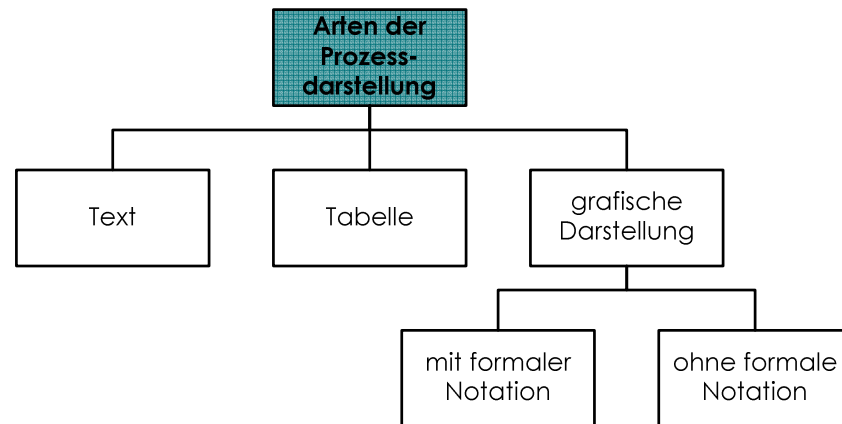 Arten der
Prozess-
darstellung
Text
Tabelle
grafische
Darstellung
mit formaler
Notation
ohne formale
Notation